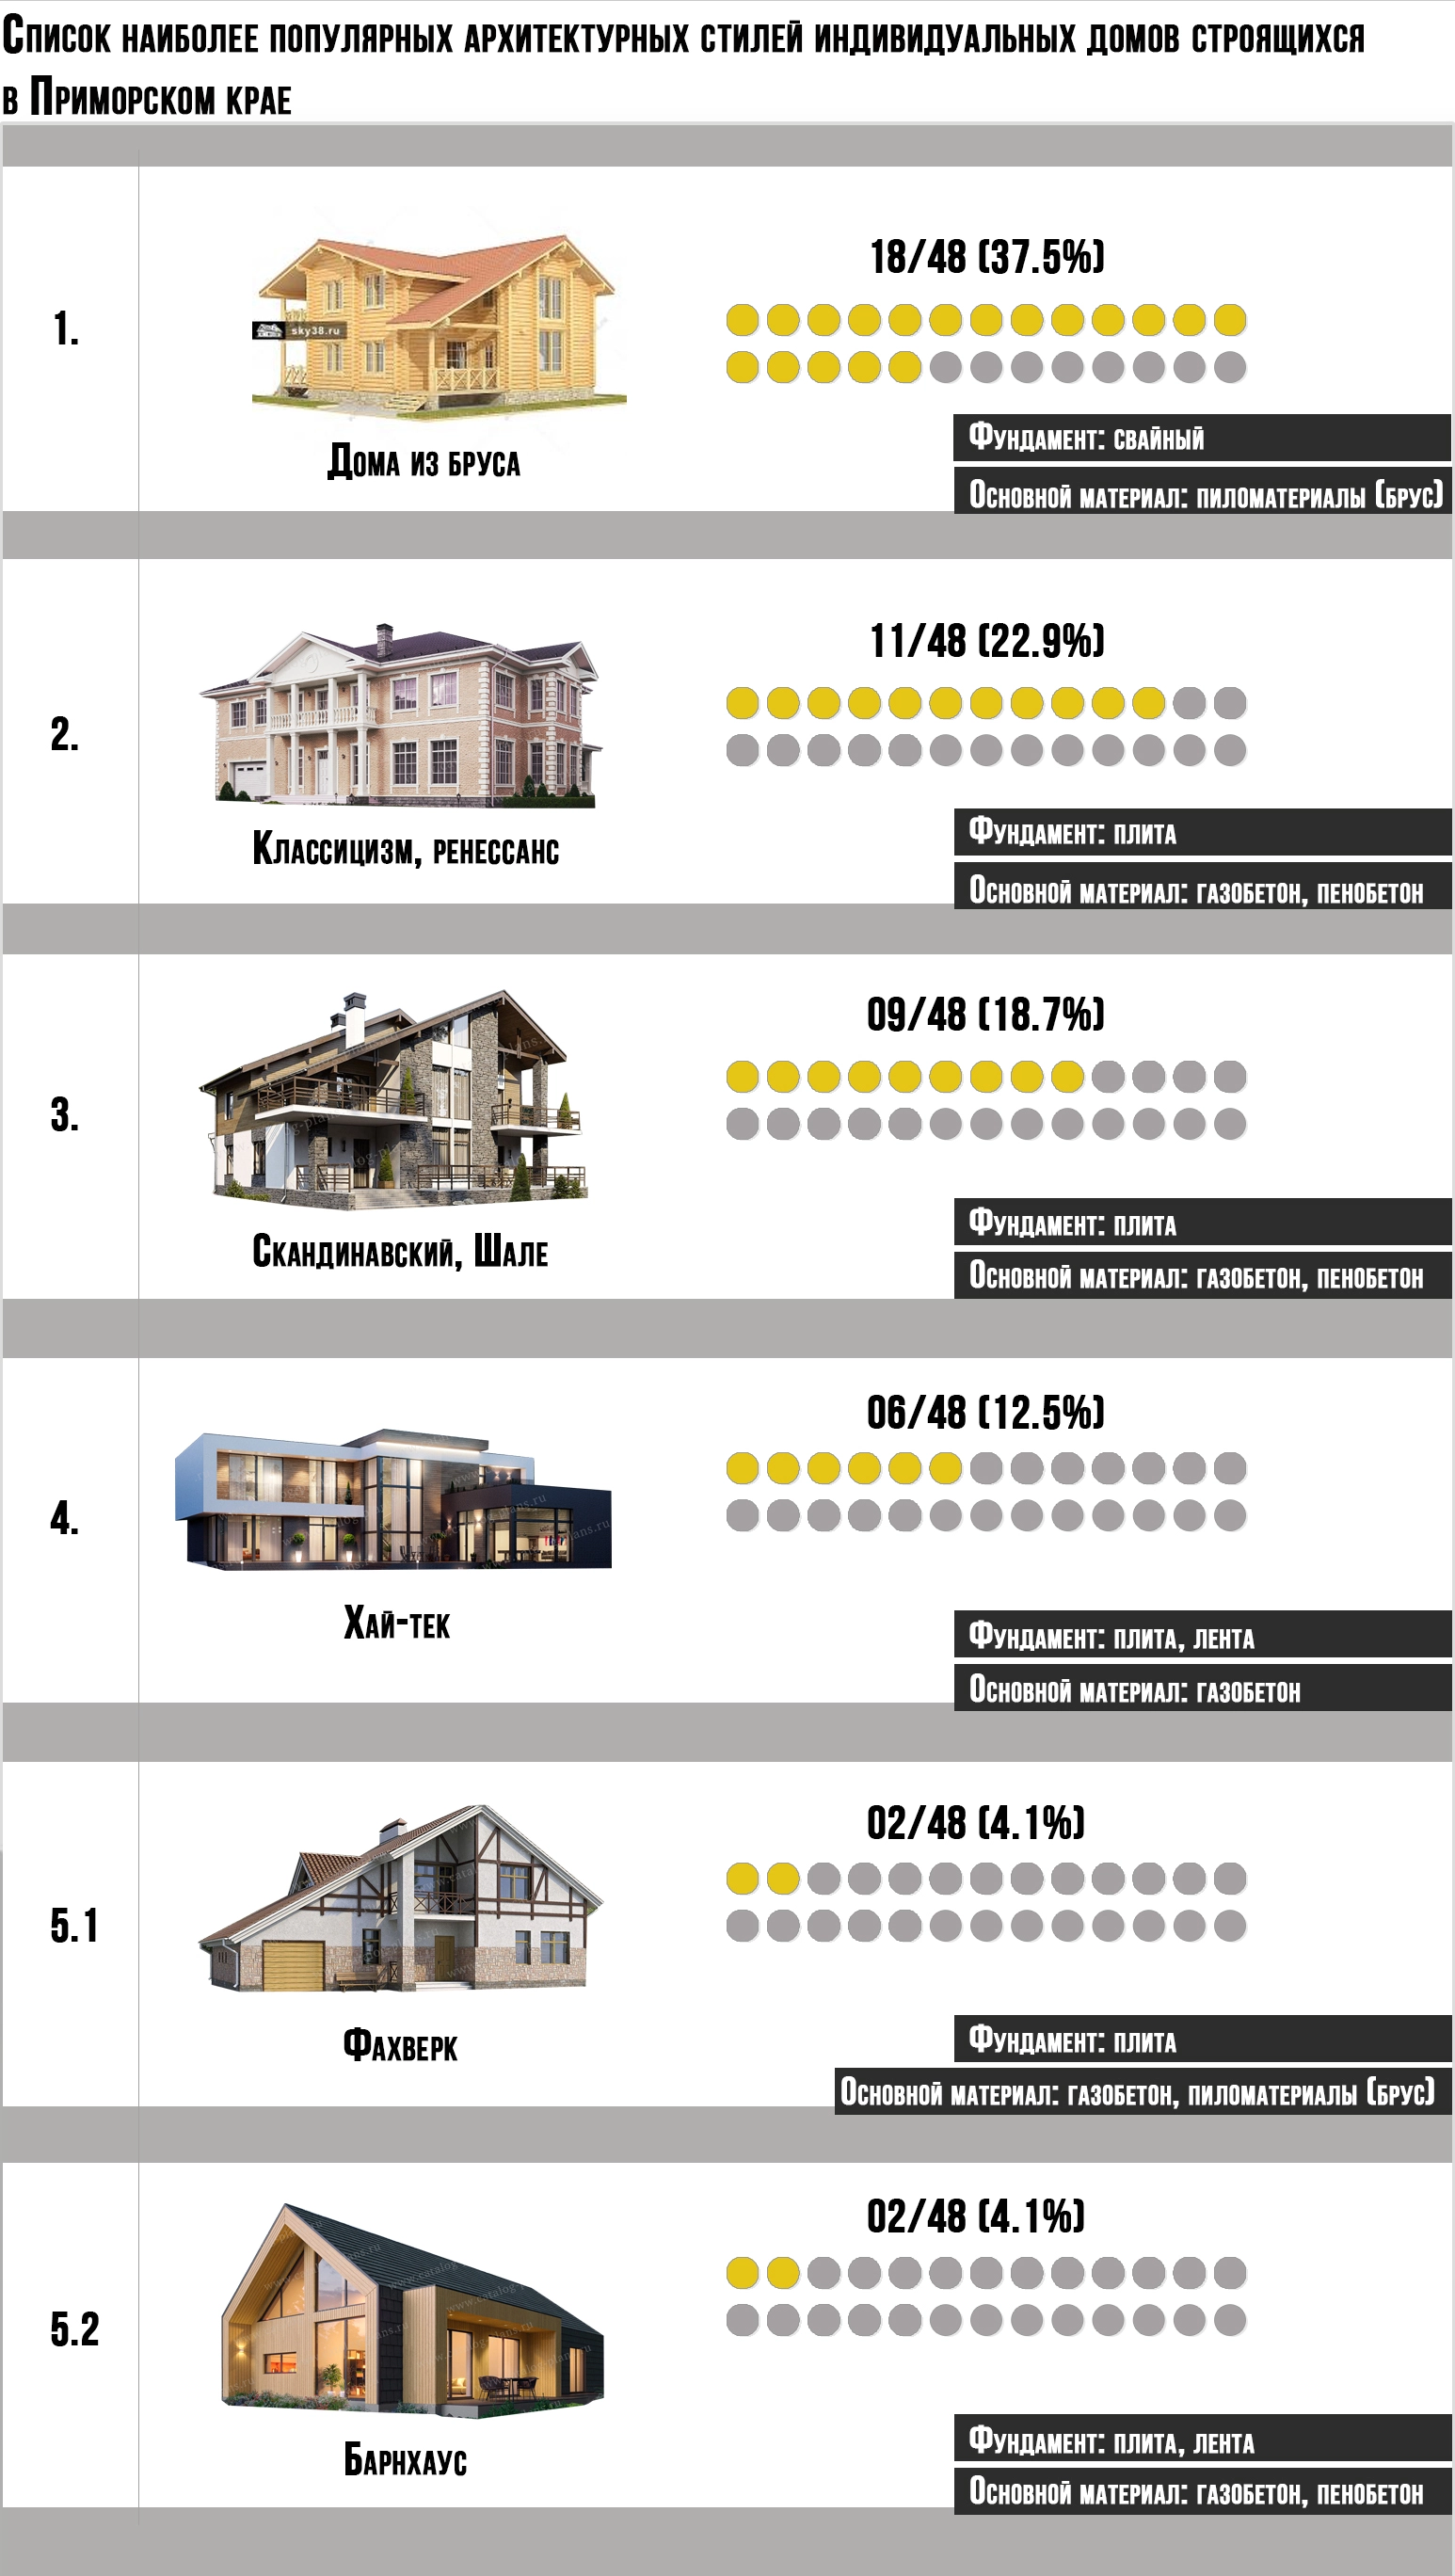 Список наиболее популярных архитектурных стилей индивидуальных домов строящихся
в Приморском крае
1.
sky38.ru
Дома из бруса
18/48 (37.5%)
Фундамент: свайный
Основной материал: пиломатериалы (брус)
2.
Классицизм, ренессанс
11/48 (22.9%)
Фундамент: плита
Основной материал: газобетон, пенобетон
3.
Скандинавский, Шале
09/48 (18.7%)
Фундамент: плита
Основной материал: газобетон, пенобетон
4.
Хай-тек
06/48 (12.5%)
Фундамент: плита, лента
Основной материал: газобетон
5.1
Фахверк
02/48 (4.1%)
Фундамент: плита
Основной материал: газобетон, пиломатериалы (брус)
5.2
Барнхаус
02/48 (4.1%)
Фундамент: плита, лента
Основной материал: газобетон, пенобетон